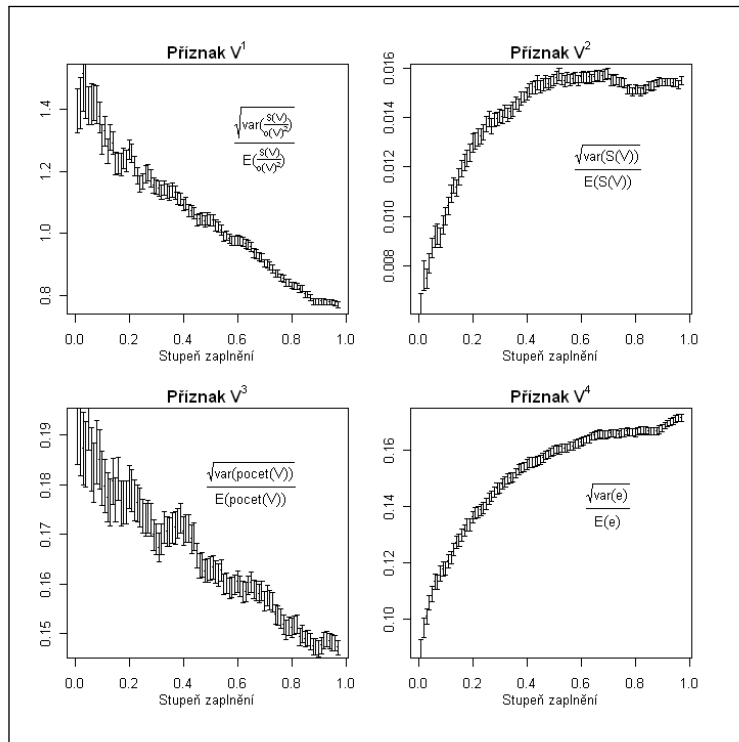 Příznak V¹
√var(S(V)/o(V)²)
E(S(V)/o(V)²)
0.8 1.0 1.2 1.4
0.0 0.2 0.4 0.6 0.8 1.0
Stupeň zaplnění
Příznak V²
√var(S(V))
E(S(V))
0.008 0.010 0.012 0.014 0.016
0.0 0.2 0.4 0.6 0.8 1.0
Stupeň zaplnění
Příznak V³
√var(pocet(V))
E(pocet(V))
0.15 0.16 0.17 0.18 0.19
0.0 0.2 0.4 0.6 0.8 1.0
Stupeň zaplnění
Příznak V⁴
√var(e)
E(e)
0.10 0.12 0.14 0.16
0.0 0.2 0.4 0.6 0.8 1.0
Stupeň zaplnění